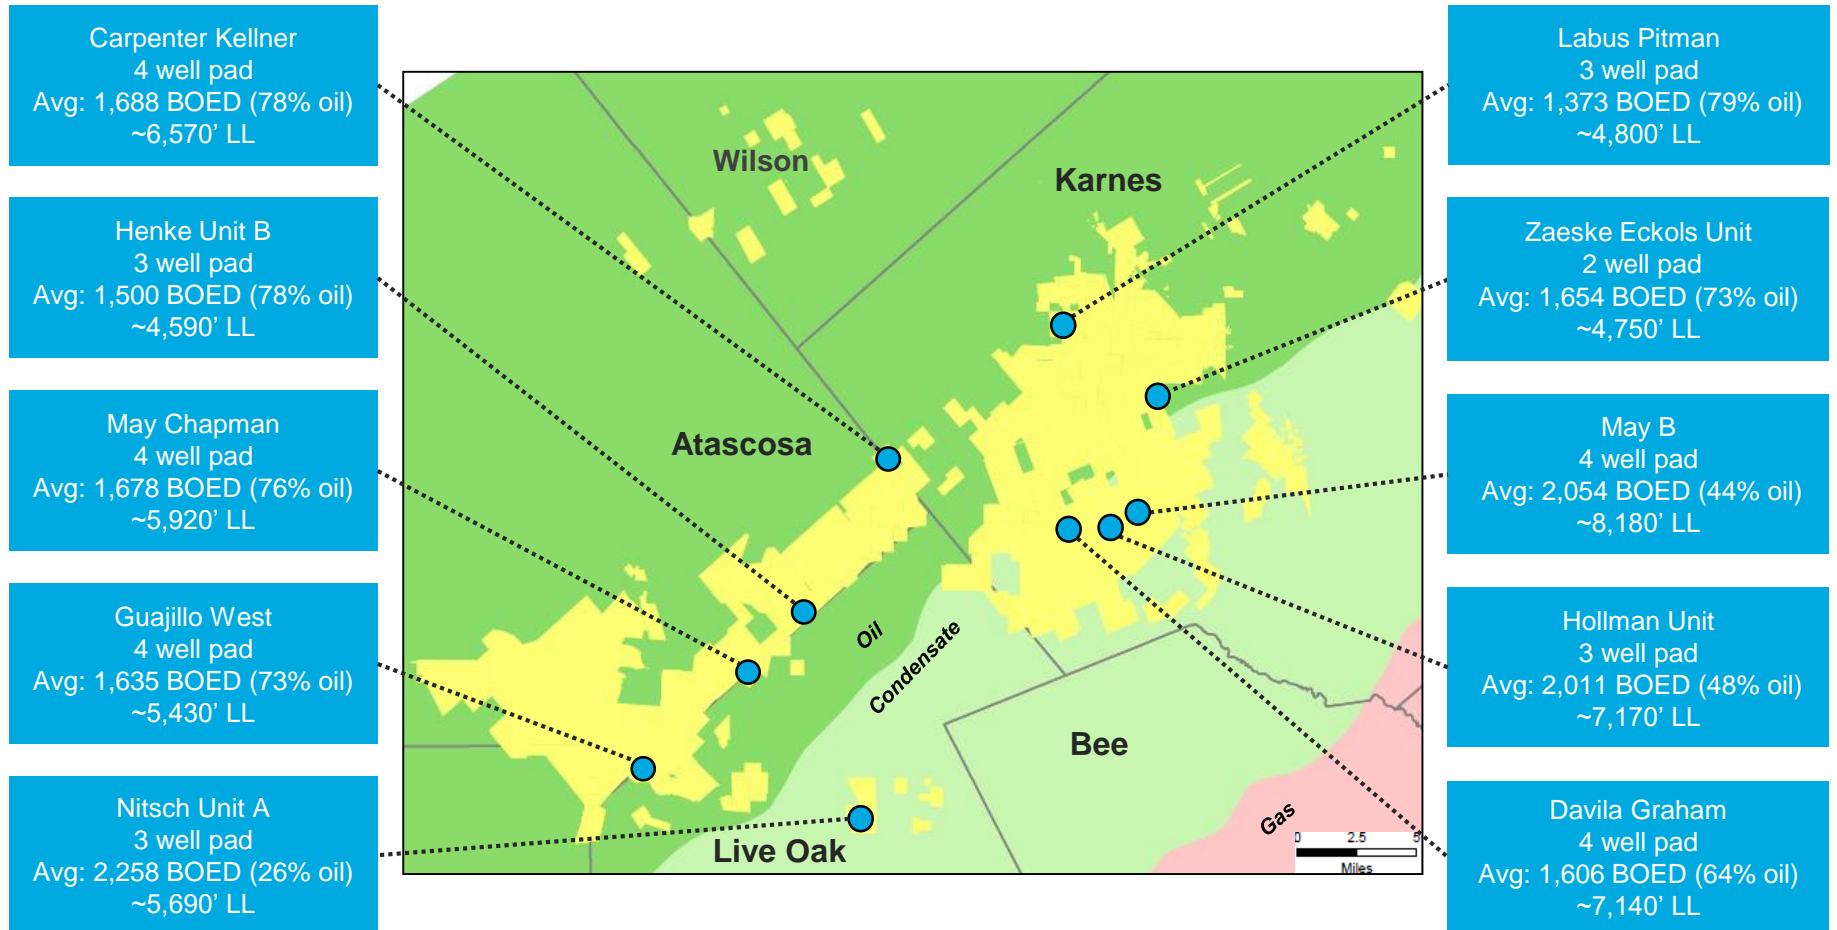 Carpenter Kellner
4 well pad
Avg: 1,688 BOED (78% oil)
~6,570’ LL
Henke Unit B
3 well pad
Avg: 1,500 BOED (78% oil)
~4,590’ LL
May Chapman
4 well pad
Avg: 1,678 BOED (76% oil)
~5,920’ LL
Guajillo West
4 well pad
Avg: 1,635 BOED (73% oil)
~5,430’ LL
Nitsch Unit A
3 well pad
Avg: 2,258 BOED (26% oil)
~5,690’ LL
Wilson
Karnes
Atascosa
Oil
Condensate
Bee
Gas
Live Oak
0 2.5 5
Miles
Labus Pitman
3 well pad
Avg: 1,373 BOED (79% oil)
~4,800’ LL
Zaeske Eckols Unit
2 well pad
Avg: 1,654 BOED (73% oil)
~4,750’ LL
May B
4 well pad
Avg: 2,054 BOED (44% oil)
~8,180’ LL
Hollman Unit
3 well pad
Avg: 2,011 BOED (48% oil)
~7,170’ LL
Davila Graham
4 well pad
Avg: 1,606 BOED (64% oil)
~7,140’ LL